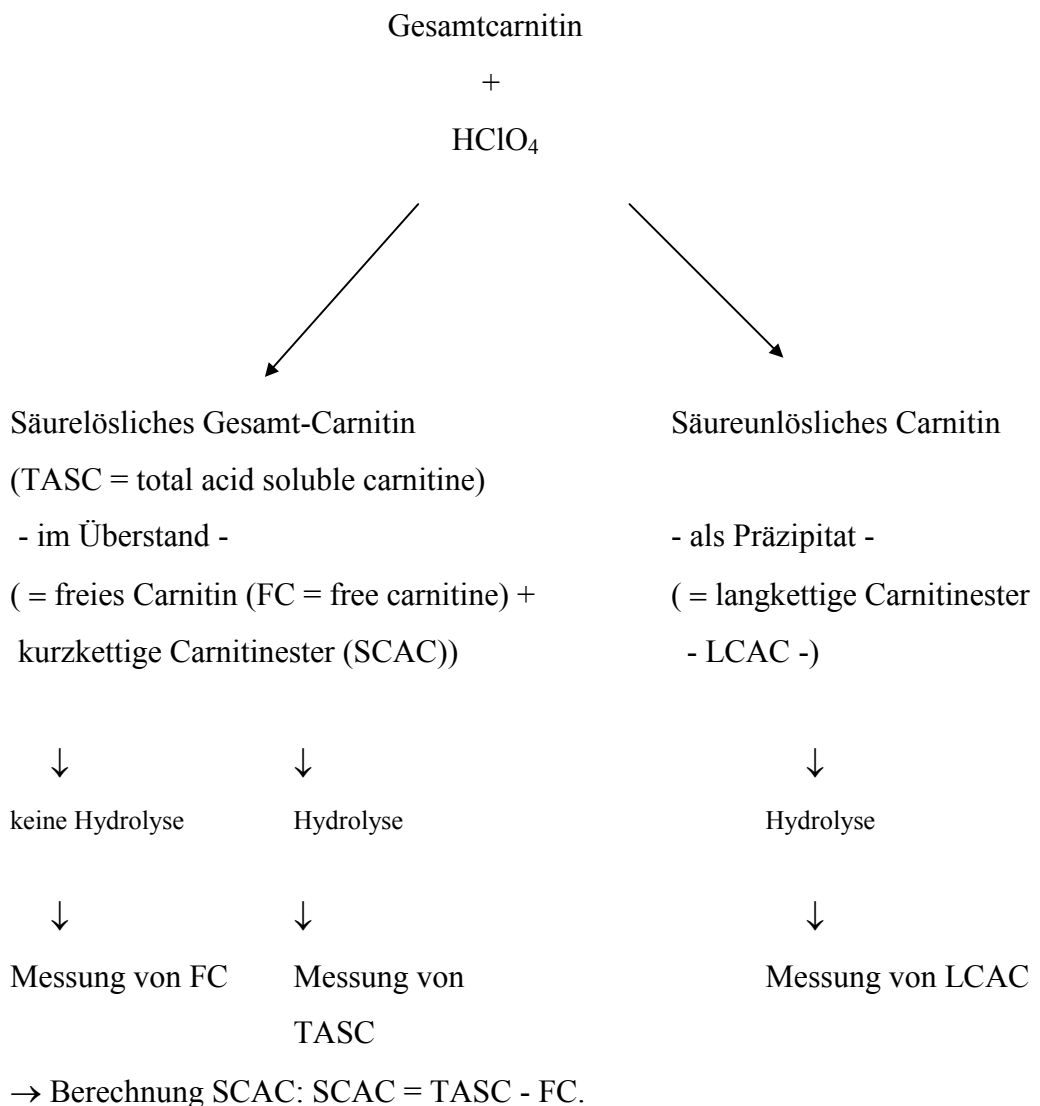 Gesamtcarnitin
+
HClO₄
Säurelösliches Gesamt-Carnitin
(TASC = total acid soluble carnitine)
- im Überstand -
( = freies Carnitin (FC = free carnitine) +
kurzkettige Carnitinester (SCAC))
Säureunlösliches Carnitin
- als Präzipitat -
( = langkettige Carnitinester
- LCAC -)
↓ ↓ ↓
keine Hydrolyse Hydrolyse Hydrolyse
↓ ↓ ↓
Messung von FC Messung von Messung von LCAC
TASC
→ Berechnung SCAC: SCAC = TASC - FC.